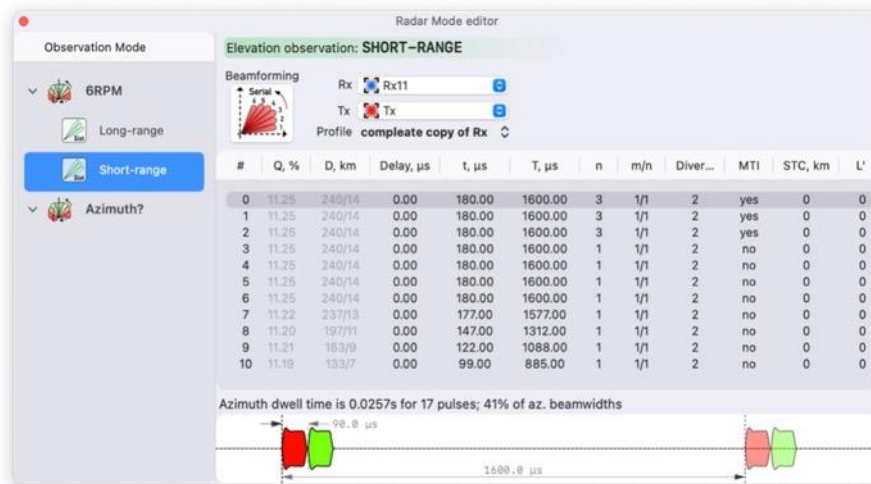 Radar Mode editor
Observation Mode
6RPM
Long-range
Short-range
Azimuth?
Elevation observation: SHORT-RANGE
Beamforming
Serial
Rx Rx11
Tx Tx
Profile compleate copy of Rx
# Q, % D, km Delay, µs t, µs T, µs n m/n Diver... MTI STC, km L'
0 11.25 240/14 0.00 180.00 1600.00 3 1/1 2 yes 0 0
1 11.25 240/14 0.00 180.00 1600.00 3 1/1 2 yes 0 0
2 11.25 240/14 0.00 180.00 1600.00 3 1/1 2 yes 0 0
3 11.25 240/14 0.00 180.00 1600.00 1 1/1 2 no 0 0
4 11.25 240/14 0.00 180.00 1600.00 1 1/1 2 no 0 0
5 11.25 240/14 0.00 180.00 1600.00 1 1/1 2 no 0 0
6 11.25 240/14 0.00 180.00 1600.00 1 1/1 2 no 0 0
7 11.22 237/13 0.00 177.00 1577.00 1 1/1 2 no 0 0
8 11.20 197/11 0.00 147.00 1312.00 1 1/1 2 no 0 0
9 11.21 163/9 0.00 122.00 1088.00 1 1/1 2 no 0 0
10 11.19 133/7 0.00 99.00 885.00 1 1/1 2 no 0 0
Azimuth dwell time is 0.0257s for 17 pulses; 41% of az. beamwidths
90.0 µs
1600.0 µs